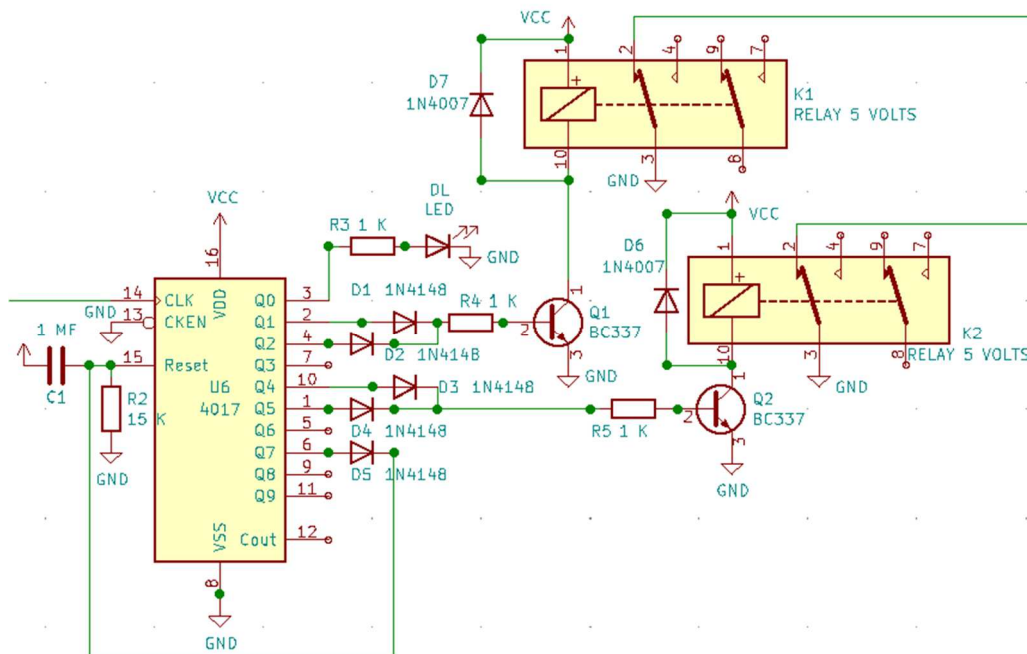 VCC
1
2
4
9
7
+
D7
1N4007
K1
RELAY 5 VOLTS
10
3
8
GND
VCC
DL
LED
R3 1 K
GND
VCC
D6
1N4007
1
2
4
9
7
+
16
VDD
14 CLK
GND 13 CKEN
1 MF
15 Reset
C1
R2
15 K
GND
U6
4017
Q0 3
Q1 2
Q2 4
Q3 7
Q4 10
Q5 1
Q6 5
Q7 6
Q8 9
Q9 11
Cout 12
VSS
8
GND
D1 1N4148
R4 1 K
D2 1N414B
D3 1N4148
D4 1N4148
D5 1N4148
1
2
3
Q1
BC337
GND
K2
RELAY 5 VOLTS
10
3
8
GND
R5 1 K
1
2
3
Q2
BC337
GND